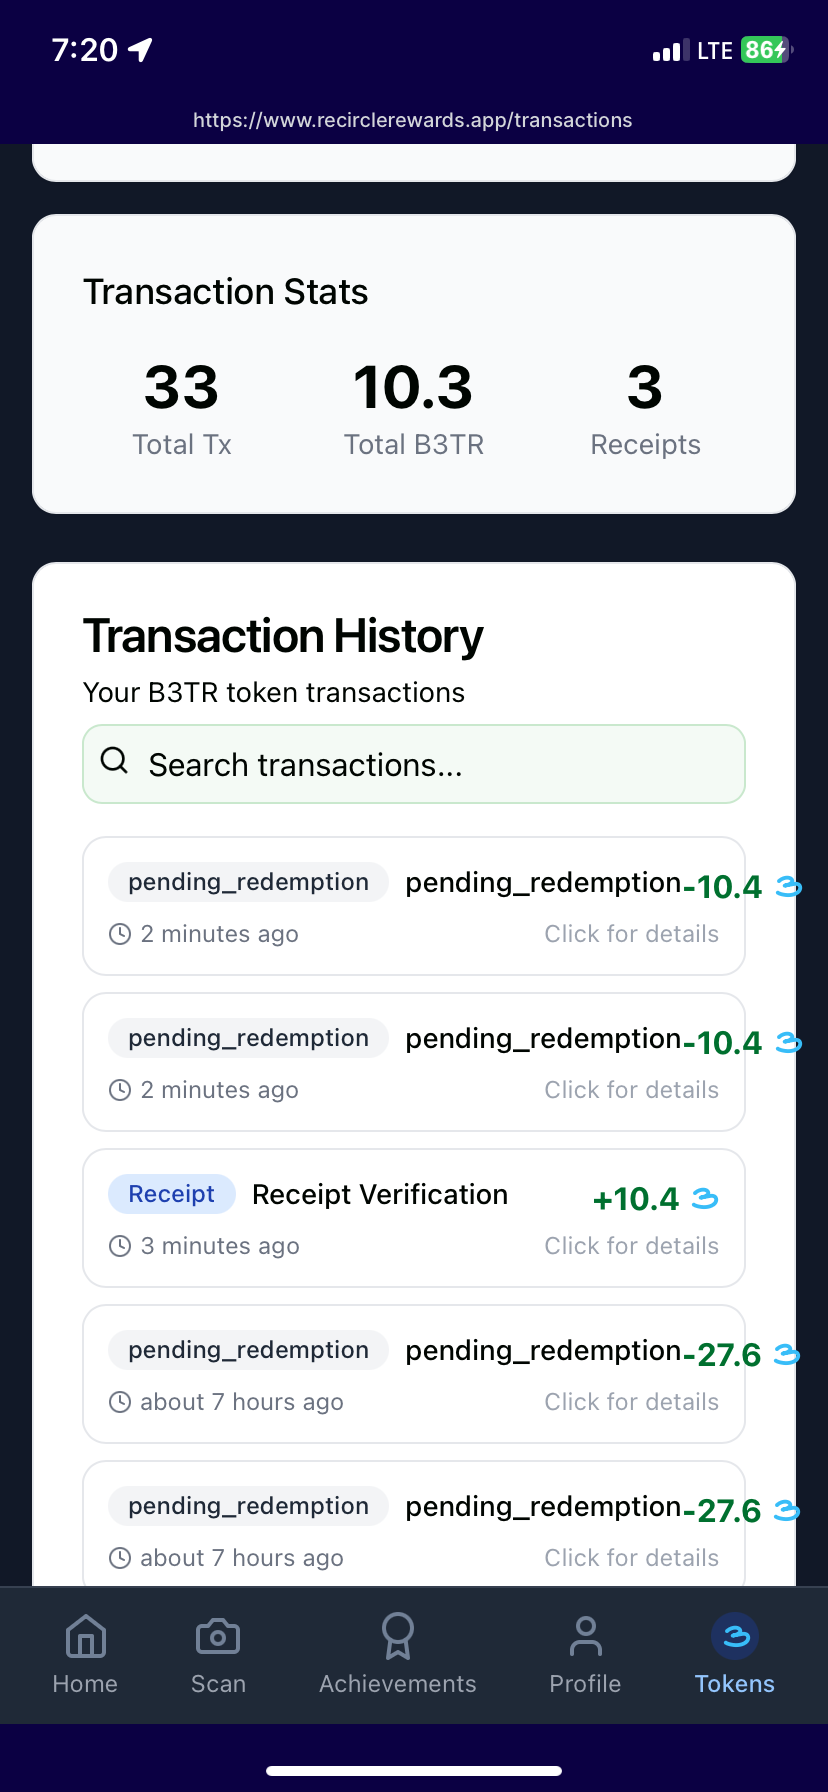 7:20
LTE 86
https://www.recirclerewards.app/transactions
Transaction Stats
33 10.3 3
Total Tx Total B3TR Receipts
Transaction History
Your B3TR token transactions
Search transactions...
pending_redemption pending_redemption -10.4
2 minutes ago Click for details
pending_redemption pending_redemption -10.4
2 minutes ago Click for details
Receipt Receipt Verification +10.4
3 minutes ago Click for details
pending_redemption pending_redemption -27.6
about 7 hours ago Click for details
pending_redemption pending_redemption -27.6
about 7 hours ago Click for details
Home Scan Achievements Profile Tokens